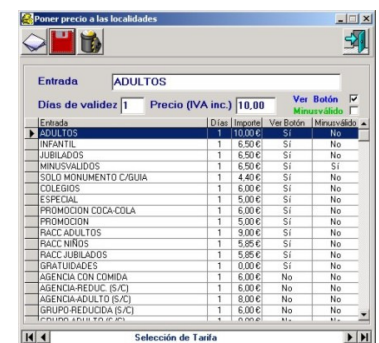 Poner precio a las localidades
Entrada ADULTOS
Días de validez 1 Precio (IVA inc.) 10,00 Ver Botón
Minusválido
Entrada Días Importe Ver Botón Minusválido
ADULTOS 1 10,00 € Sí No
INFANTIL 1 6,50 € Sí No
JUBILADOS 1 6,50 € Sí No
MINUSVALIDOS 1 6,50 € Sí Sí
SOLO MONUMENTO C/GUIA 1 4,40 € Sí No
COLEGIOS 1 6,00 € Sí No
ESPECIAL 1 5,00 € Sí No
PROMOCION COCA-COLA 1 6,00 € Sí No
PROMOCION 1 5,00 € Sí No
RACC ADULTOS 1 9,00 € Sí No
RACC NIÑOS 1 5,85 € Sí No
RACC JUBILADOS 1 5,85 € Sí No
GRATUIDADES 1 0,00 € Sí No
AGENCIA CON COMIDA 1 6,00 € No No
AGENCIA-REDUC. (S/C) 1 6,00 € No No
AGENCIA-ADULTO (S/C) 1 8,00 € No No
GRUPO-REDUCIDA (S/C) 1 6,00 € No No
GRUPO-ADULTO (S/C) 1
Selección de Tarifa